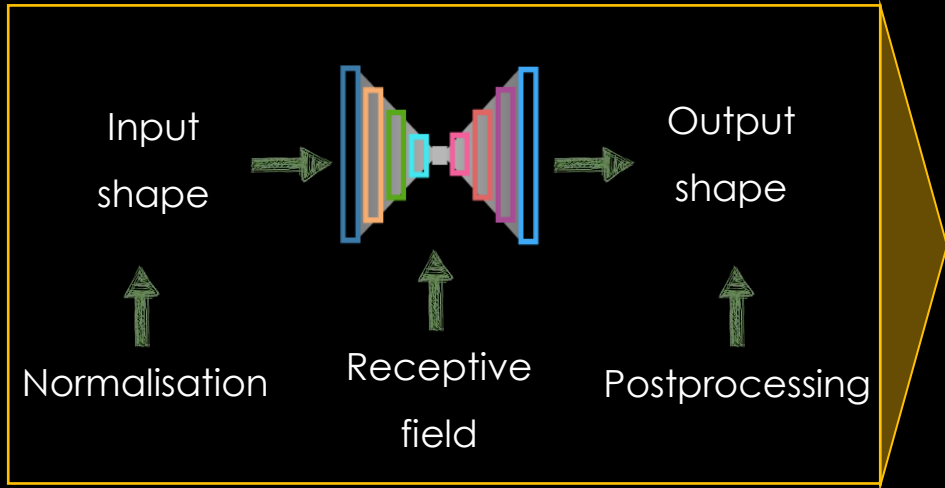 Input
shape
Output
shape
Normalisation
Receptive
field
Postprocessing